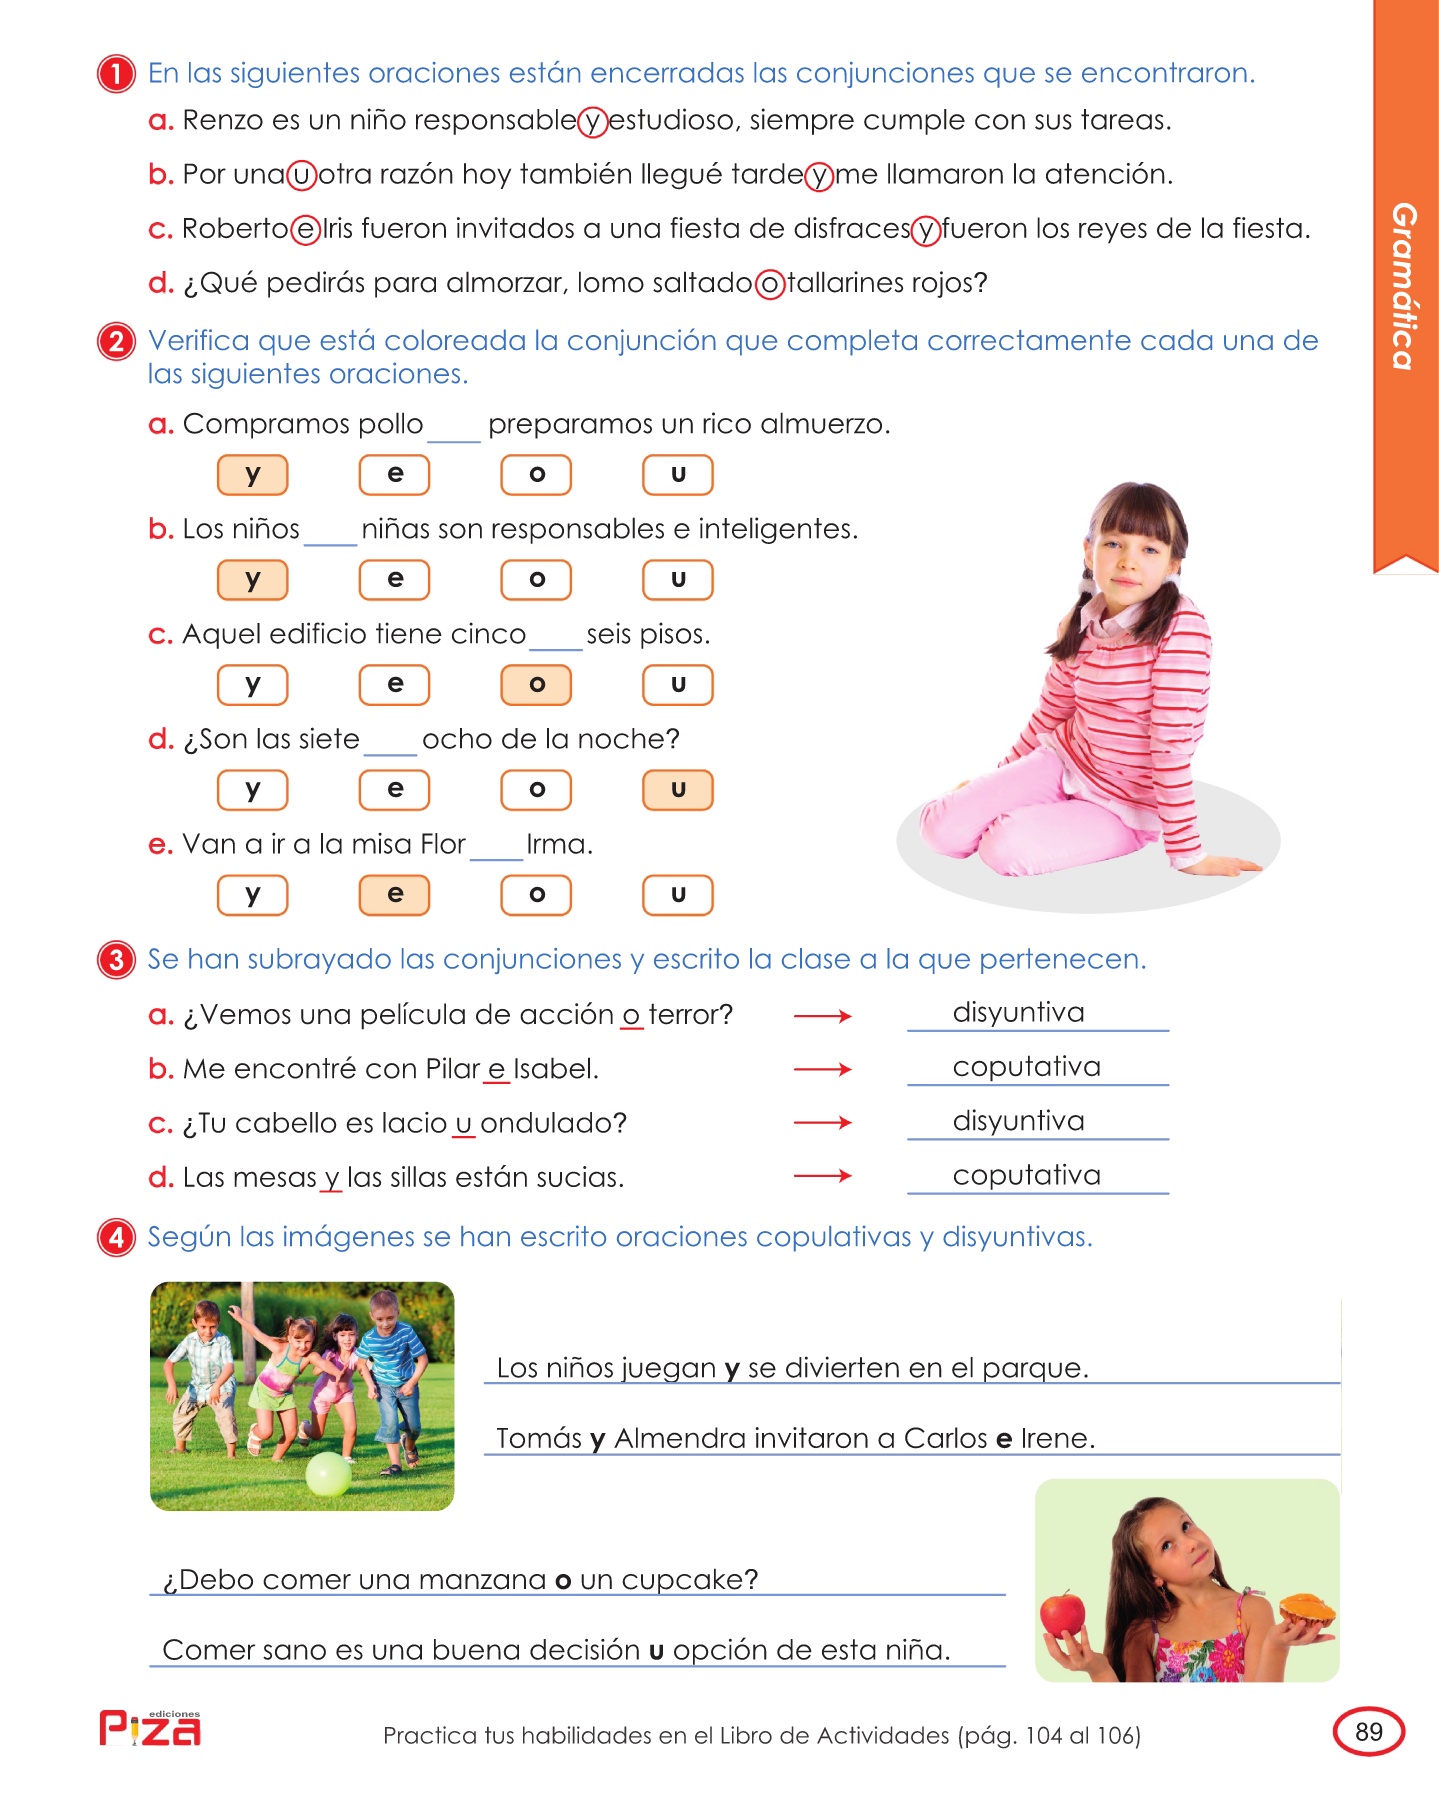 1 En las siguientes oraciones están encerradas las conjunciones que se encontraron.
a. Renzo es un niño responsable y estudioso, siempre cumple con sus tareas.
b. Por una u otra razón hoy también llegué tarde y me llamaron la atención.
c. Roberto e Iris fueron invitados a una fiesta de disfraces y fueron los reyes de la fiesta.
d. ¿Qué pedirás para almorzar, lomo saltado o tallarines rojos?
Gramática
2 Verifica que está coloreada la conjunción que completa correctamente cada una de
las siguientes oraciones.
a. Compramos pollo ____ preparamos un rico almuerzo.
y e o u
b. Los niños ____ niñas son responsables e inteligentes.
y e o u
c. Aquel edificio tiene cinco ____ seis pisos.
y e o u
d. ¿Son las siete ____ ocho de la noche?
y e o u
e. Van a ir a la misa Flor ____ Irma.
y e o u
3 Se han subrayado las conjunciones y escrito la clase a la que pertenecen.
a. ¿Vemos una película de acción o terror? disyuntiva
b. Me encontré con Pilar e Isabel. coputativa
c. ¿Tu cabello es lacio u ondulado? disyuntiva
d. Las mesas y las sillas están sucias. coputativa
4 Según las imágenes se han escrito oraciones copulativas y disyuntivas.
Los niños juegan y se divierten en el parque.
Tomás y Almendra invitaron a Carlos e Irene.
¿Debo comer una manzana o un cupcake?
Comer sano es una buena decisión u opción de esta niña.
ediciones
PIZA
Practica tus habilidades en el Libro de Actividades (pág. 104 al 106)
89